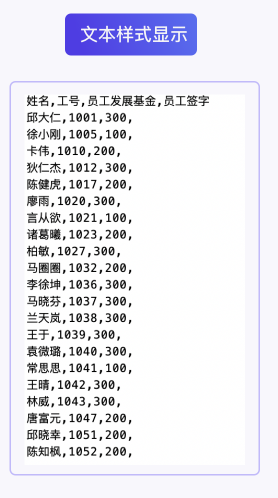 文本样式显示
姓名,工号,员工发展基金,员工签字
邱大仁,1001,300,
徐小刚,1005,100,
卡伟,1010,200,
狄仁杰,1012,300,
陈健虎,1017,200,
廖雨,1020,300,
言从欲,1021,100,
诸葛曦,1023,200,
柏敏,1027,300,
马圈圈,1032,200,
李徐坤,1036,300,
马晓芬,1037,300,
兰天岚,1038,300,
王于,1039,300,
袁微璐,1040,300,
常思思,1041,100,
王晴,1042,300,
林威,1043,300,
唐富元,1047,200,
邱晓幸,1051,200,
陈知枫,1052,200,